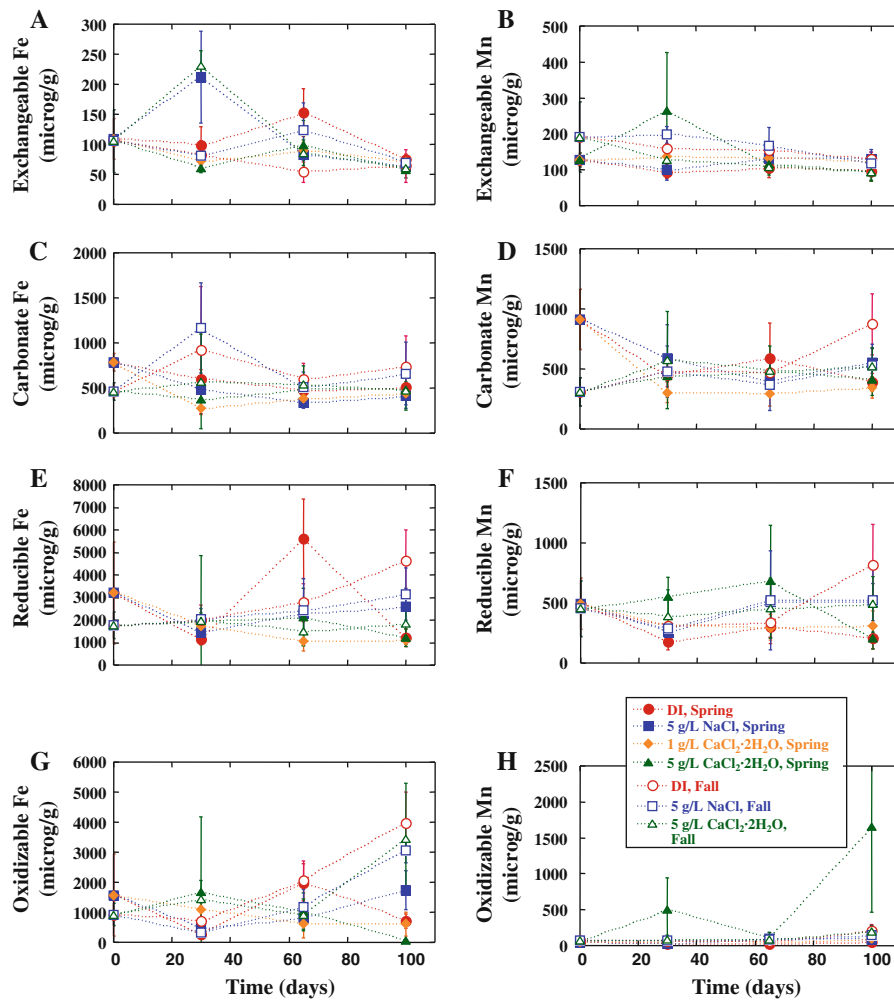 A
300
250
200
150
100
50
0
Exchangeable Fe
(microg/g)
B
500
400
300
200
100
0
Exchangeable Mn
(microg/g)
C
2000
1500
1000
500
0
Carbonate Fe
(microg/g)
D
1500
1000
500
0
Carbonate Mn
(microg/g)
E
8000
7000
6000
5000
4000
3000
2000
1000
0
Reducible Fe
(microg/g)
F
1500
1000
500
0
Reducible Mn
(microg/g)
DI, Spring
5 g/L NaCl, Spring
1 g/L CaCl₂·2H₂O, Spring
5 g/L CaCl₂·2H₂O, Spring
DI, Fall
5 g/L NaCl, Fall
5 g/L CaCl₂·2H₂O,
Fall
G
6000
5000
4000
3000
2000
1000
0
Oxidizable Fe
(microg/g)
0 20 40 60 80 100
Time (days)
H
2500
2000
1500
1000
500
0
Oxidizable Mn
(microg/g)
0 20 40 60 80 100
Time (days)